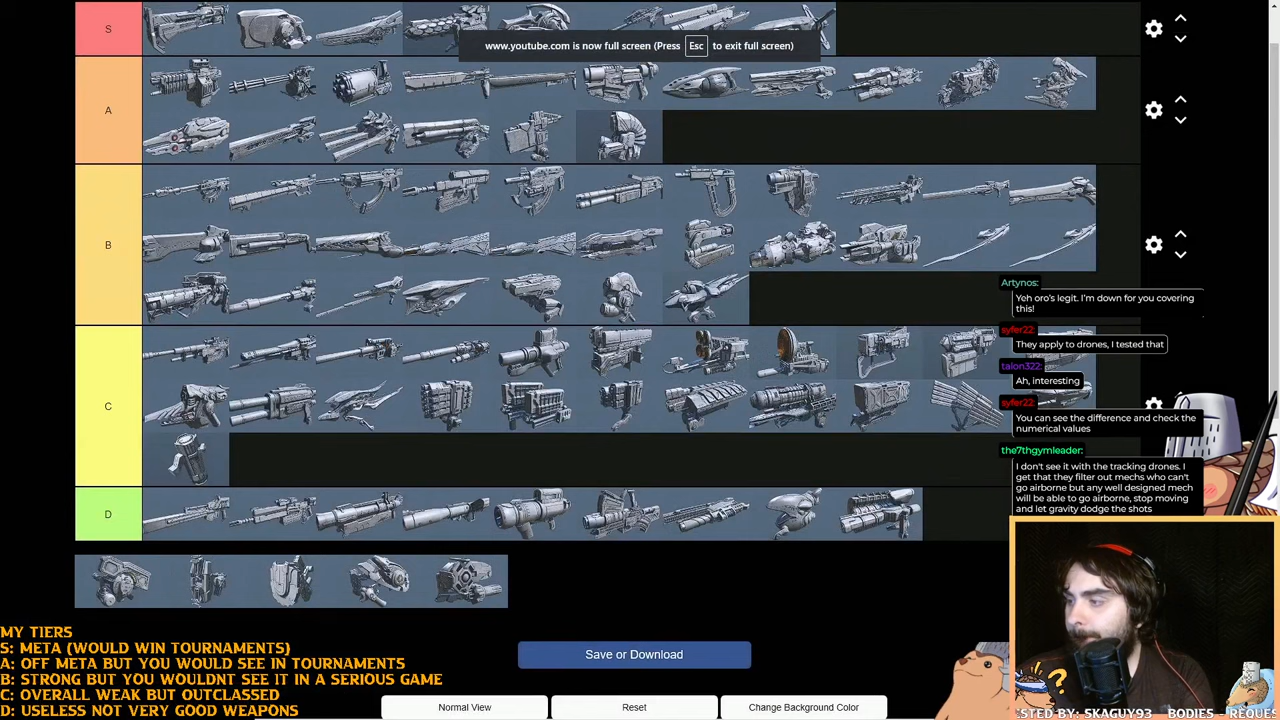 S
www.youtube.com is now full screen (Press Esc to exit full screen)
A
B
Artynos:
Yeh oro's legit. I'm down for you covering
this!
syfer22:
They apply to drones, I tested that
taion322:
Ah, interesting
syfer22:
You can see the difference and check the
numerical values
C
the7thgymleader:
I don't see it with the tracking drones. I
get that they filter out mechs who can't
go airborne but any well designed mech
will be able to go airborne, stop moving
and let gravity dodge the shots
D
MY TIERS
S: META (WOULD WIN TOURNAMENTS)
A: OFF META BUT YOU WOULD SEE IN TOURNAMENTS
B: STRONG BUT YOU WOULDNT SEE IT IN A SERIOUS GAME
C: OVERALL WEAK BUT OUTCLASSED
D: USELESS NOT VERY GOOD WEAPONS
Save or Download
Normal View
Reset
Change Background Color
STED BY: SKAGUY93 BODIES - REQUES